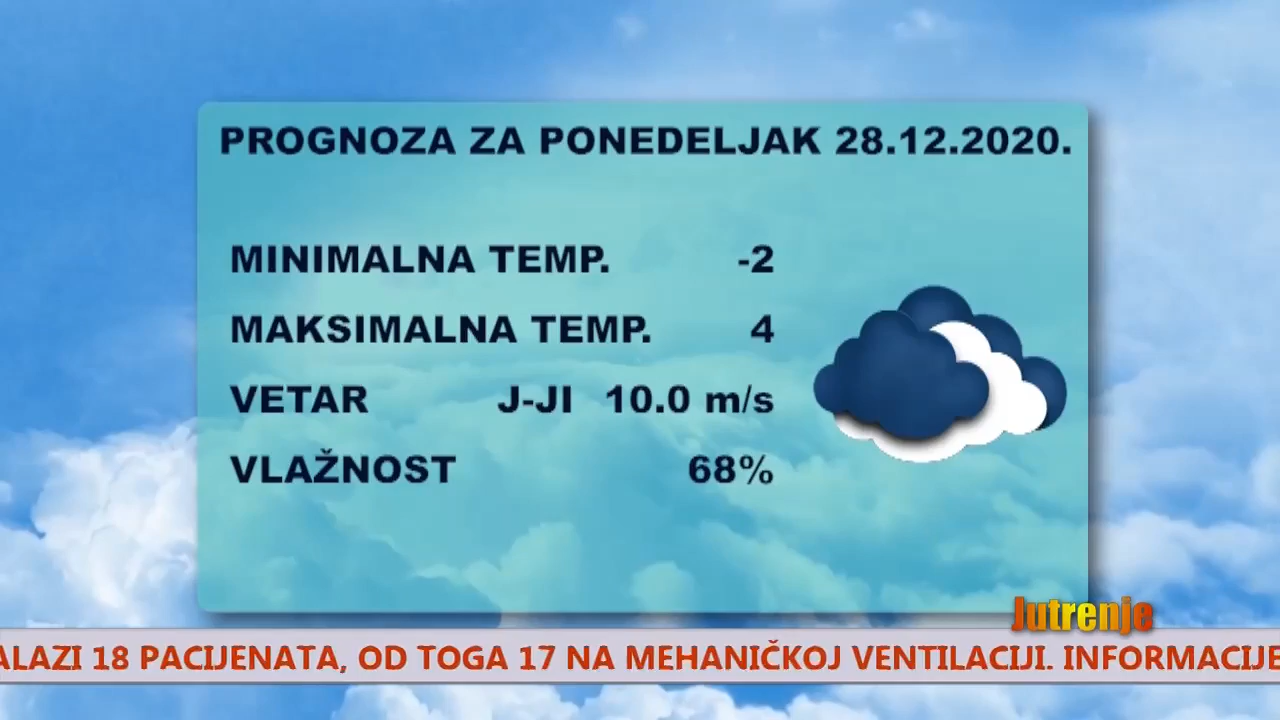 PROGNOZA ZA PONEDELJAK 28.12.2020.
MINIMALNA TEMP. -2
MAKSIMALNA TEMP. 4
VETAR J-JI 10.0 m/s
VLAŽNOST 68%
Jutrenje
ALAZI 18 PACIJENATA, OD TOGA 17 NA MEHANIČKOJ VENTILACIJI. INFORMACIJE